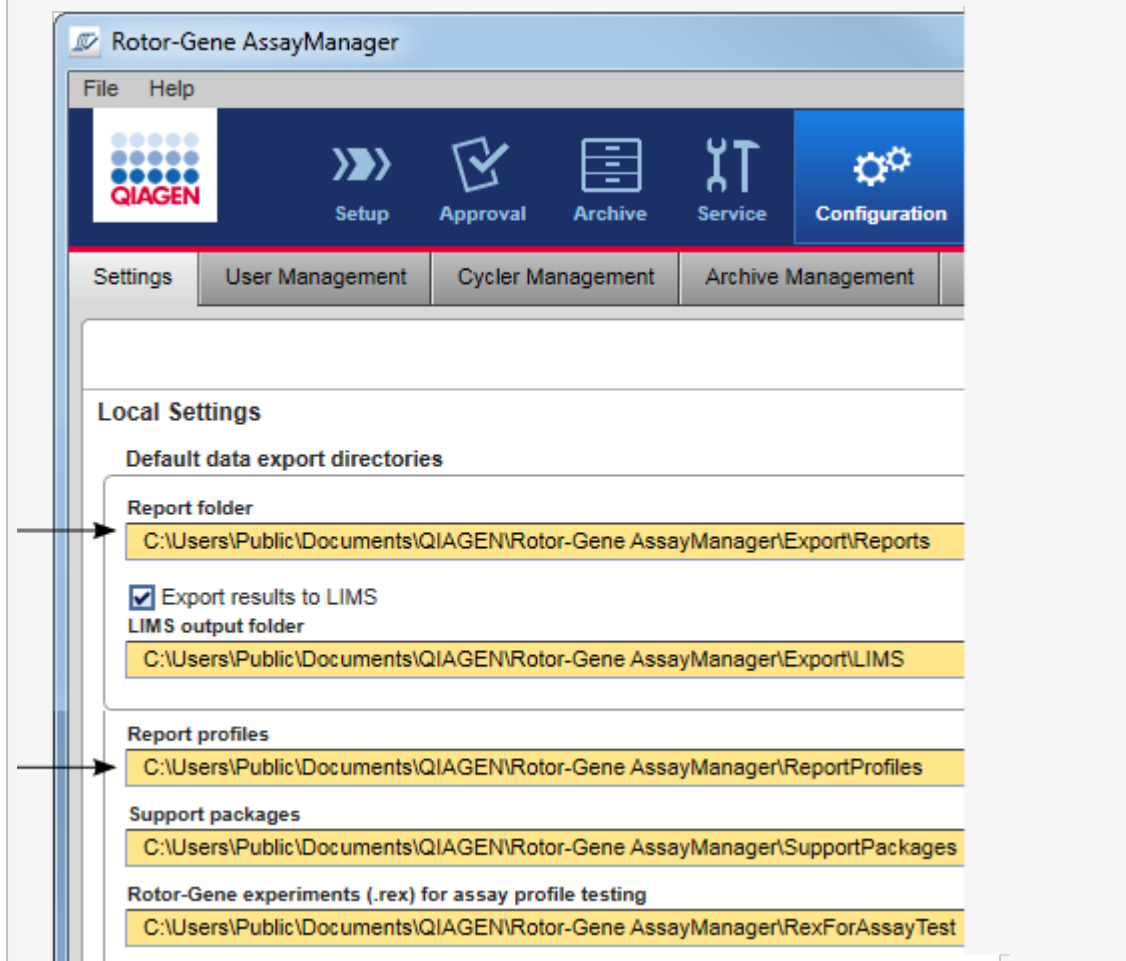 Rotor-Gene AssayManager
File Help
QIAGEN
Setup Approval Archive Service Configuration
Settings User Management Cycler Management Archive Management
Local Settings
Default data export directories
Report folder
C:\Users\Public\Documents\QIAGEN\Rotor-Gene AssayManager\Export\Reports
Export results to LIMS
LIMS output folder
C:\Users\Public\Documents\QIAGEN\Rotor-Gene AssayManager\Export\LIMS
Report profiles
C:\Users\Public\Documents\QIAGEN\Rotor-Gene AssayManager\ReportProfiles
Support packages
C:\Users\Public\Documents\QIAGEN\Rotor-Gene AssayManager\SupportPackages
Rotor-Gene experiments (.rex) for assay profile testing
C:\Users\Public\Documents\QIAGEN\Rotor-Gene AssayManager\RexForAssayTest